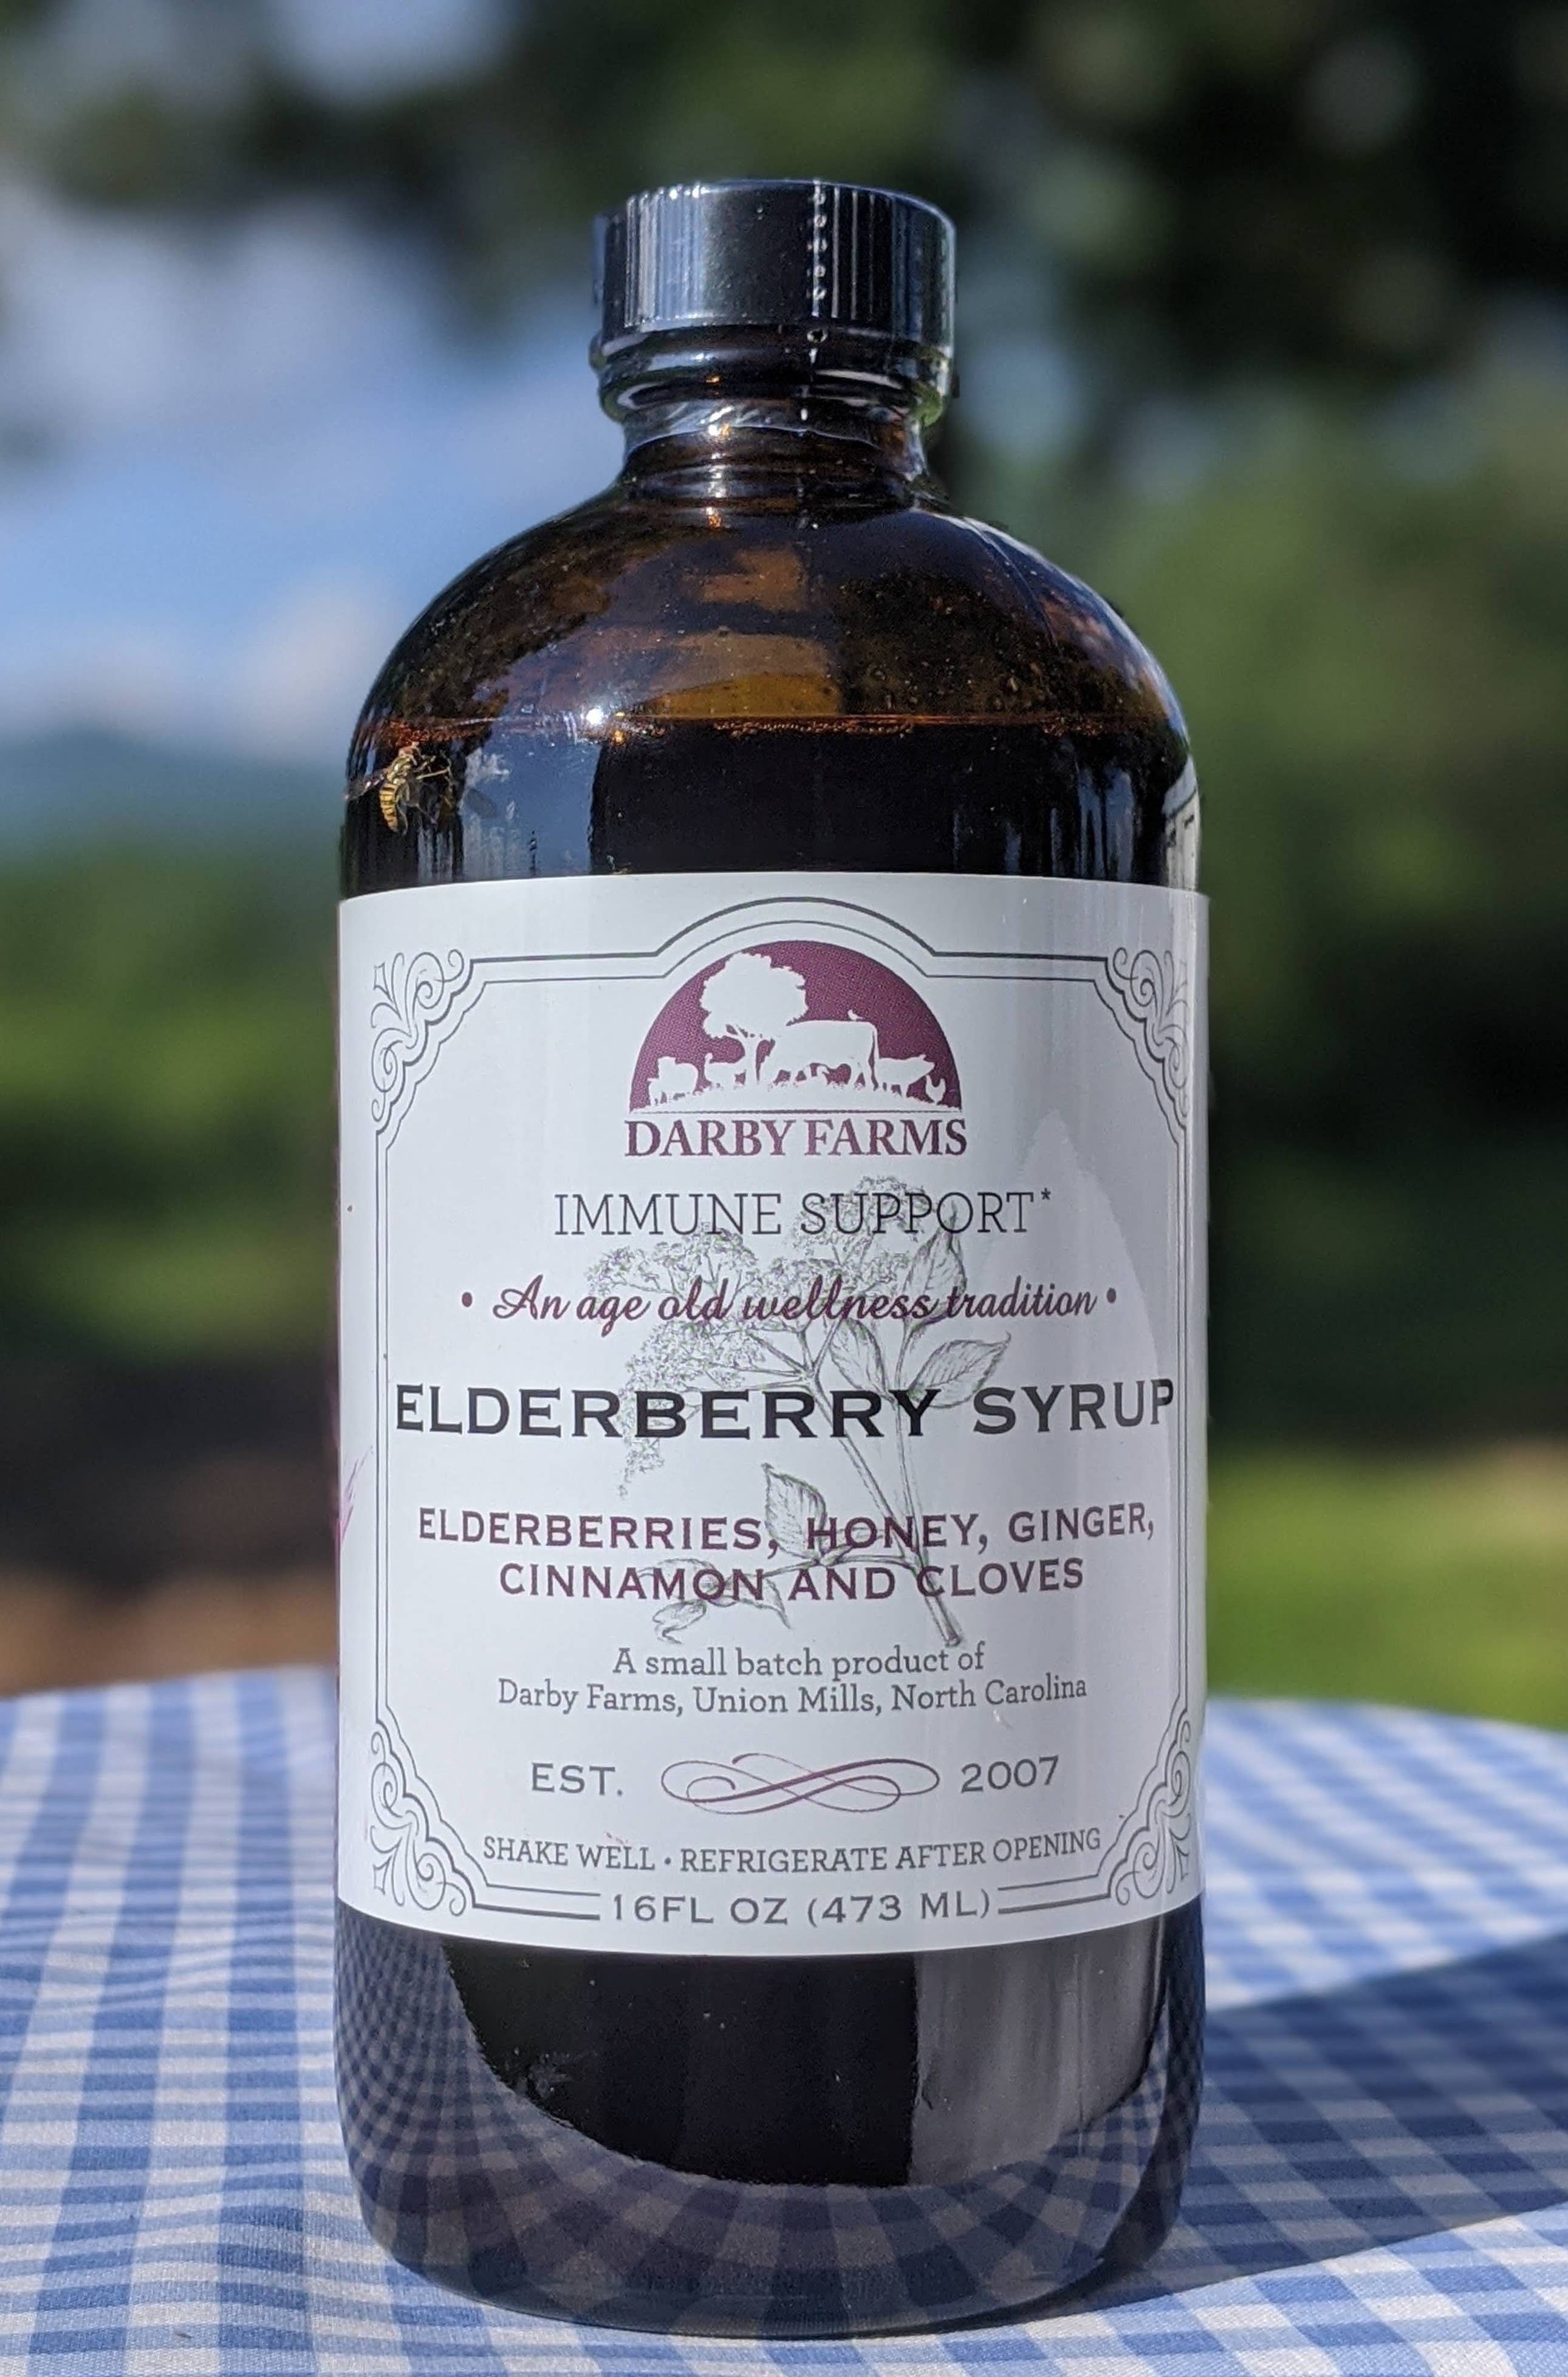 DARBY FARMS
IMMUNE SUPPORT*
• An age old wellness tradition •
ELDERBERRY SYRUP
ELDERBERRIES, HONEY, GINGER,
CINNAMON AND CLOVES
A small batch product of
Darby Farms, Union Mills, North Carolina
EST. 2007
SHAKE WELL • REFRIGERATE AFTER OPENING
16FL OZ (473 ML)